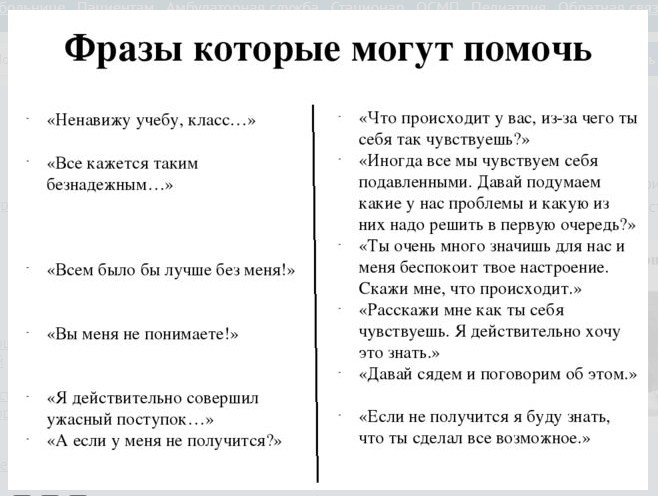 Фразы которые могут помочь
«Ненавижу учебу, класс…»
«Все кажется таким
безнадежным…»
«Всем было бы лучше без меня!»
«Вы меня не понимаете!»
«Я действительно совершил
ужасный поступок…»
«А если у меня не получится?»
«Что происходит у вас, из-за чего ты
себя так чувствуешь?»
«Иногда все мы чувствуем себя
подавленными. Давай подумаем
какие у нас проблемы и какую из
них надо решить в первую очередь?»
«Ты очень много значишь для нас и
меня беспокоит твое настроение.
Скажи мне, что происходит.»
«Расскажи мне как ты себя
чувствуешь. Я действительно хочу
это знать.»
«Давай сядем и поговорим об этом.»
«Если не получится я буду знать,
что ты сделал все возможное.»